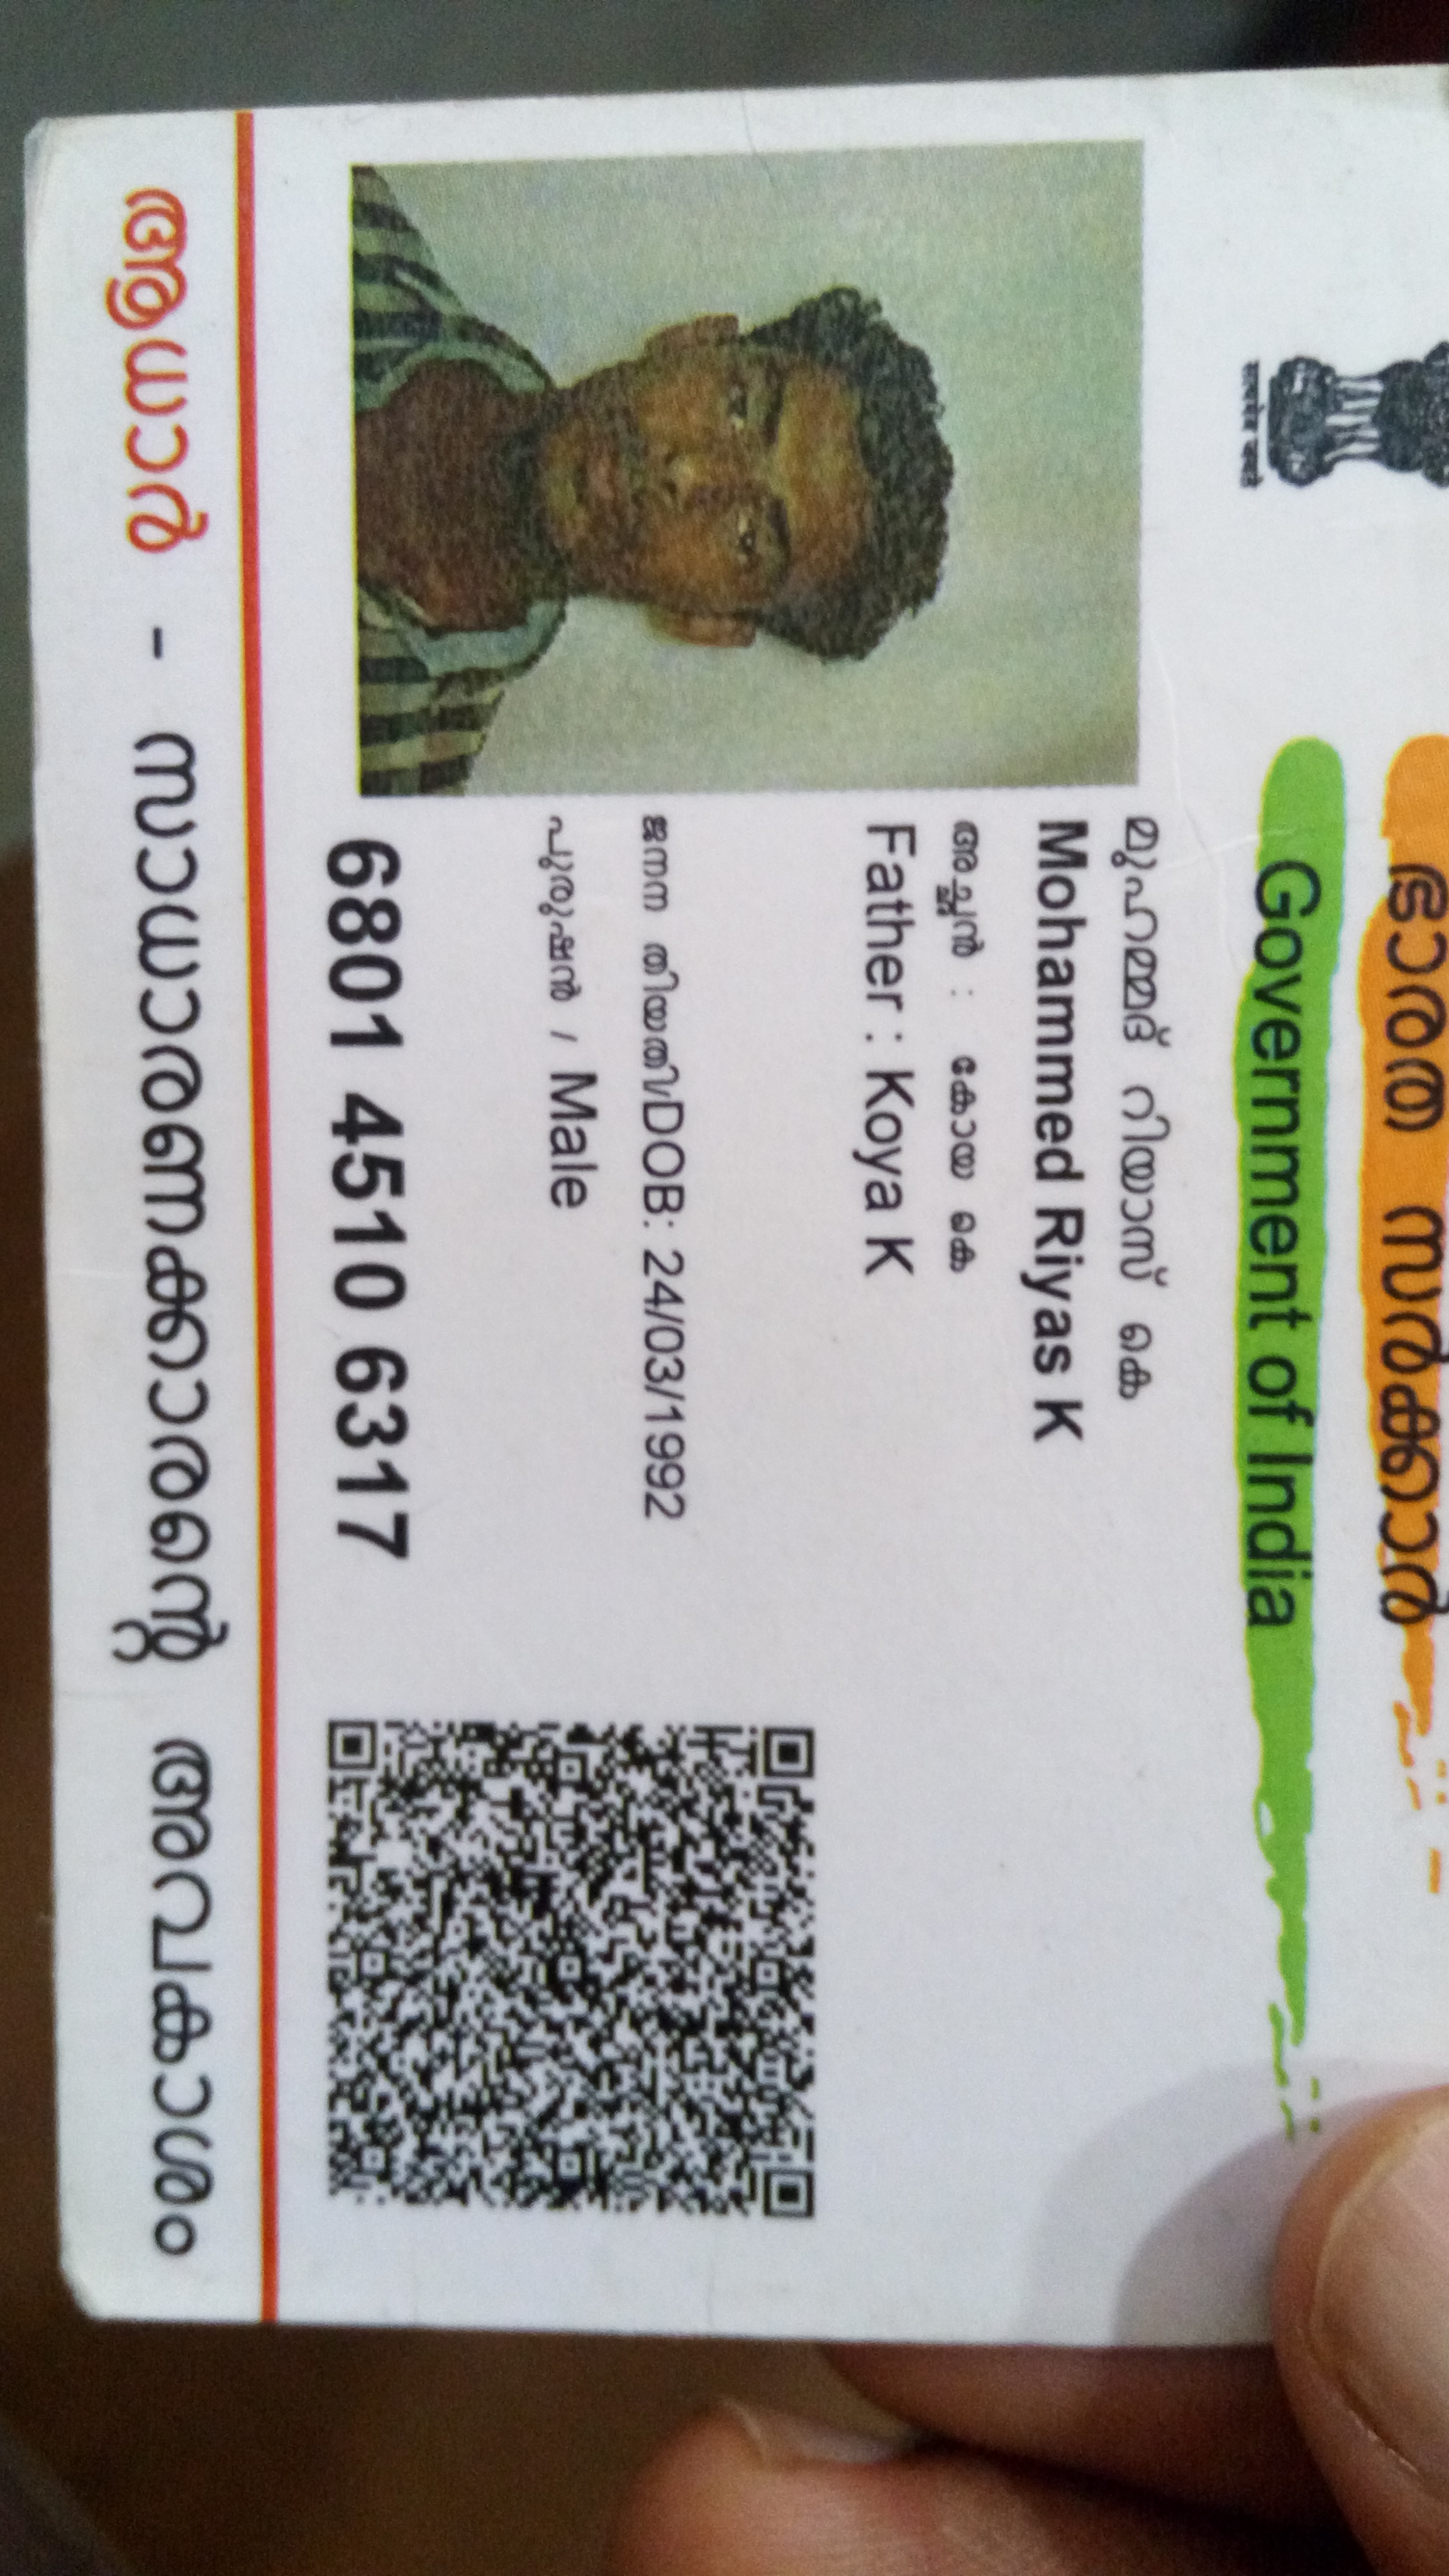 ഭാരത സർക്കാർ
Government of India
മുഹമ്മദ് റിയാസ് കെ
Mohammed Riyas K
അച്ഛൻ : കോയ കെ
Father : Koya K
ജനന തിയതി/DOB: 24/03/1992
പുരുഷൻ / Male
6801 4510 6317
ആധാർ - സാധാരണക്കാരന്റെ അവകാശം